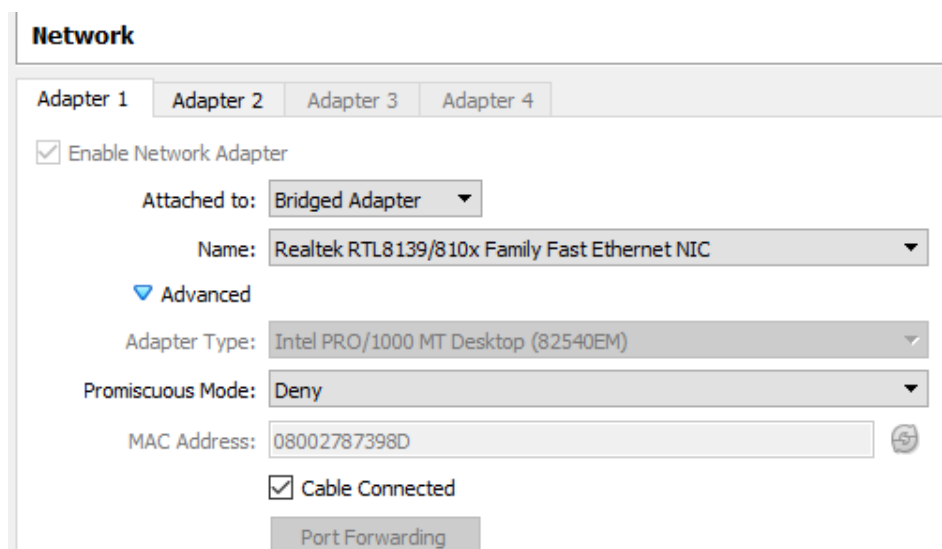 Network
Adapter 1 Adapter 2 Adapter 3 Adapter 4
Enable Network Adapter
Attached to: Bridged Adapter
Name: Realtek RTL8139/810x Family Fast Ethernet NIC
Advanced
Adapter Type: Intel PRO/1000 MT Desktop (82540EM)
Promiscuous Mode: Deny
MAC Address: 08002787398D
Cable Connected
Port Forwarding